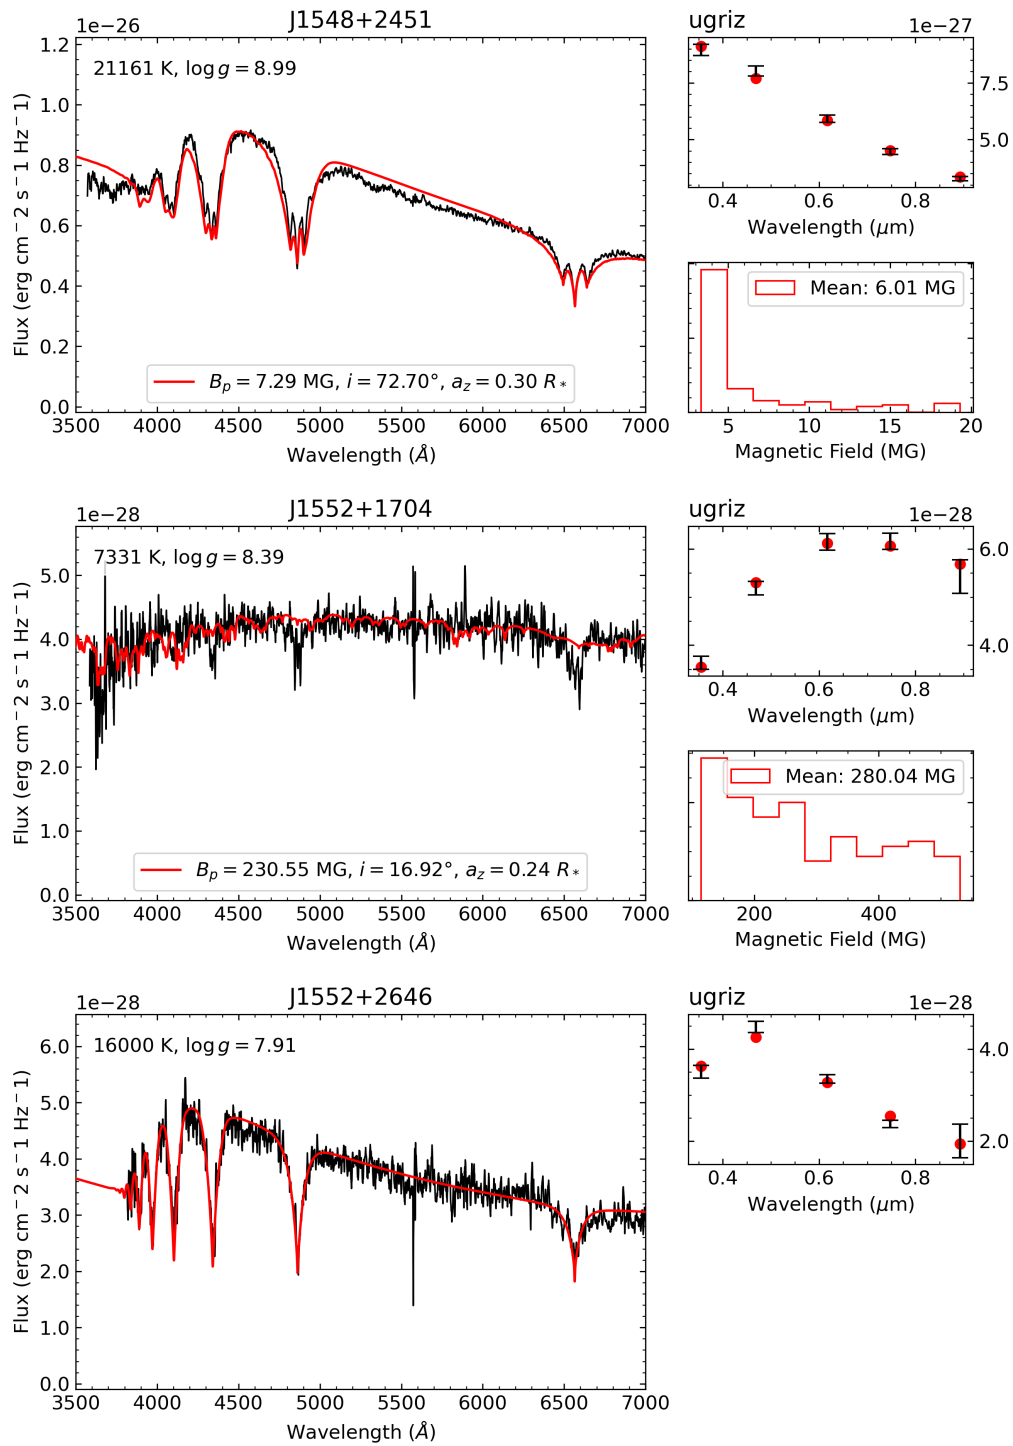 J1548+2451
1e−26
21161 K, log g = 8.99
1.2
1.0
0.8
0.6
0.4
0.2
0.0
Flux (erg cm−2 s−1 Hz−1)
B_p = 7.29 MG, i = 72.70°, a_z = 0.30 R_*
3500 4000 4500 5000 5500 6000 6500 7000
Wavelength (Å)
ugriz
1e−27
7.5
5.0
0.4 0.6 0.8
Wavelength (μm)
Mean: 6.01 MG
5 10 15 20
Magnetic Field (MG)
J1552+1704
1e−28
7331 K, log g = 8.39
5.0
4.0
3.0
2.0
1.0
0.0
Flux (erg cm−2 s−1 Hz−1)
B_p = 230.55 MG, i = 16.92°, a_z = 0.24 R_*
3500 4000 4500 5000 5500 6000 6500 7000
Wavelength (Å)
ugriz
1e−28
6.0
4.0
0.4 0.6 0.8
Wavelength (μm)
Mean: 280.04 MG
200 400
Magnetic Field (MG)
J1552+2646
1e−28
16000 K, log g = 7.91
6.0
5.0
4.0
3.0
2.0
1.0
0.0
Flux (erg cm−2 s−1 Hz−1)
3500 4000 4500 5000 5500 6000 6500 7000
Wavelength (Å)
ugriz
1e−28
4.0
2.0
0.4 0.6 0.8
Wavelength (μm)